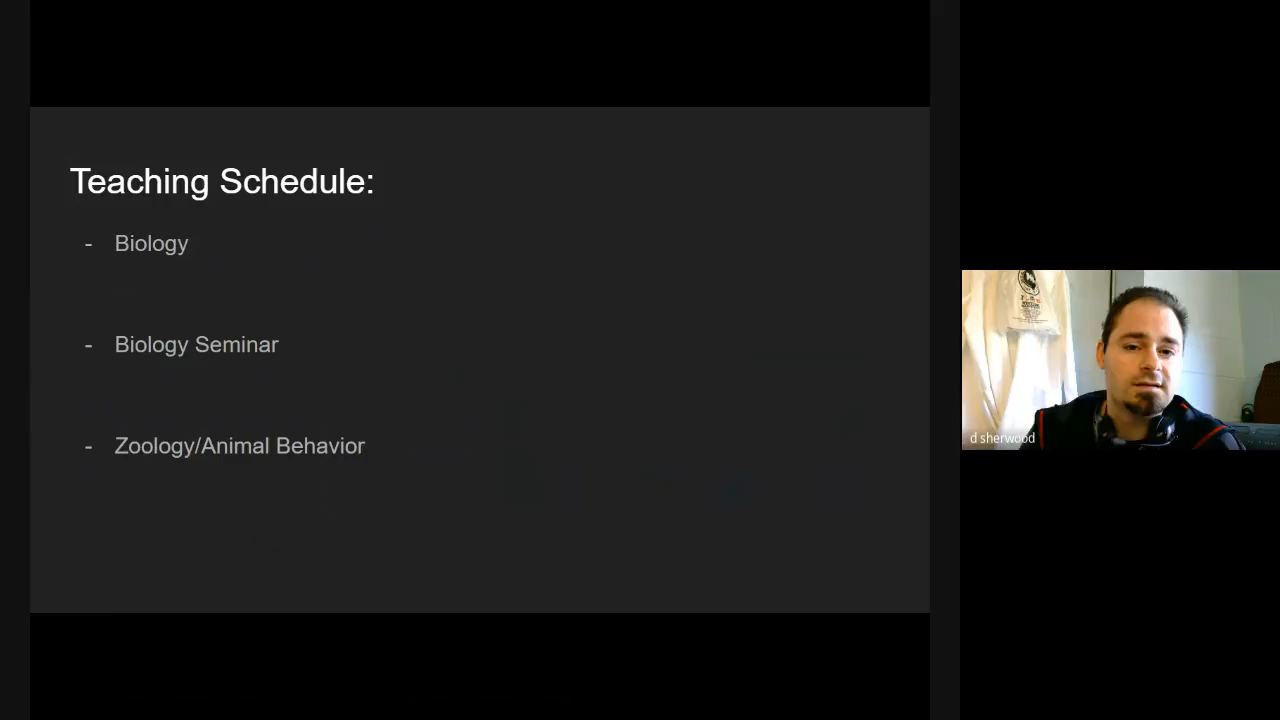 Teaching Schedule:
- Biology
- Biology Seminar
- Zoology/Animal Behavior
d sherwood